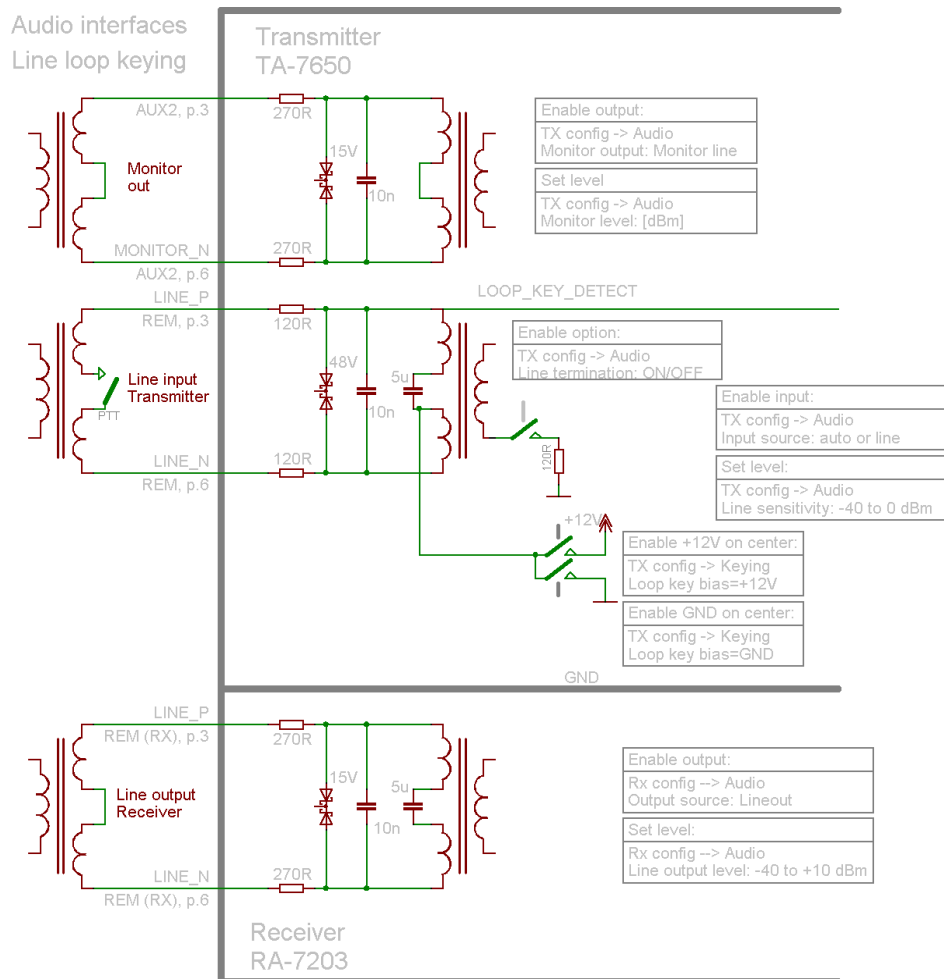 Audio interfaces
Line loop keying
Transmitter
TA-7650
AUX2, p.3
270R
15V
10n
Monitor
out
MONITOR_N
AUX2, p.6
270R
Enable output:
TX config -> Audio
Monitor output: Monitor line
Set level
TX config -> Audio
Monitor level: [dBm]
LINE_P
REM, p.3
120R
LOOP_KEY_DETECT
48V
5u
10n
Line input
Transmitter
PTT
LINE_N
REM, p.6
120R
Enable option:
TX config -> Audio
Line termination: ON/OFF
120R
Enable input:
TX config -> Audio
Input source: auto or line
Set level:
TX config -> Audio
Line sensitivity: -40 to 0 dBm
+12V
Enable +12V on center:
TX config -> Keying
Loop key bias=+12V
Enable GND on center:
TX config -> Keying
Loop key bias=GND
GND
LINE_P
REM (RX), p.3
270R
15V
5u
10n
Line output
Receiver
LINE_N
REM (RX), p.6
270R
Enable output:
Rx config --> Audio
Output source: Lineout
Set level:
Rx config --> Audio
Line output level: -40 to +10 dBm
Receiver
RA-7203